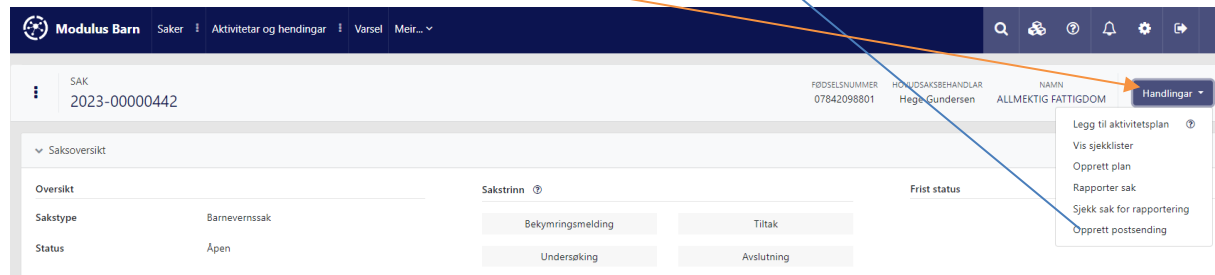 Modulus Barn Saker Aktivitetar og hendingar Varsel Meir...
SAK
2023-00000442
FØDSELSNUMMER HOVUDSAKSBEHANDLAR NAMN
07842098801 Hege Gundersen ALLMEKTIG FATTIGDOM
Handlingar
Legg til aktivitetsplan
Vis sjekklister
Opprett plan
Rapporter sak
Sjekk sak for rapportering
Opprett postsending
Saksoversikt
Oversikt
Sakstype Barnevernssak
Status Åpen
Sakstrinn
Bekymringsmelding Tiltak
Undersøking Avslutning
Frist status